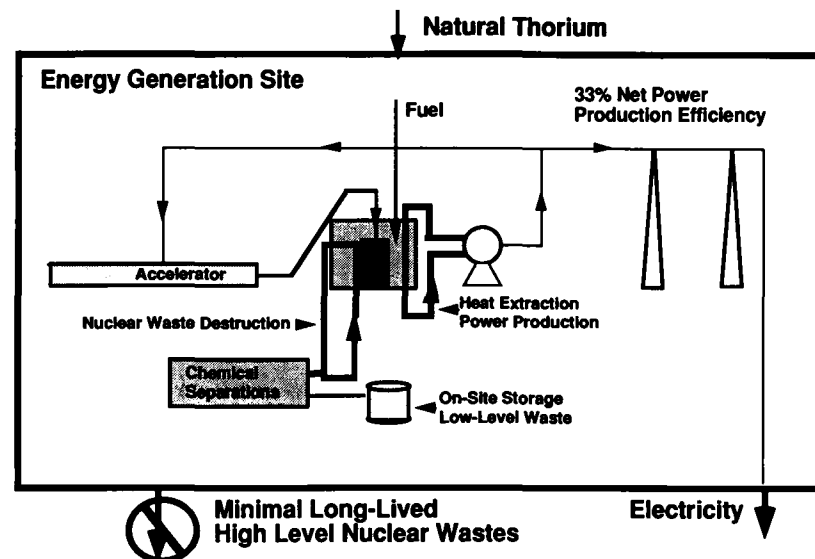 Natural Thorium
Energy Generation Site
33% Net Power
Production Efficiency
Fuel
Accelerator
Heat Extraction
Power Production
Nuclear Waste Destruction
Chemical
Separations
On-Site Storage
Low-Level Waste
Minimal Long-Lived
High Level Nuclear Wastes
Electricity